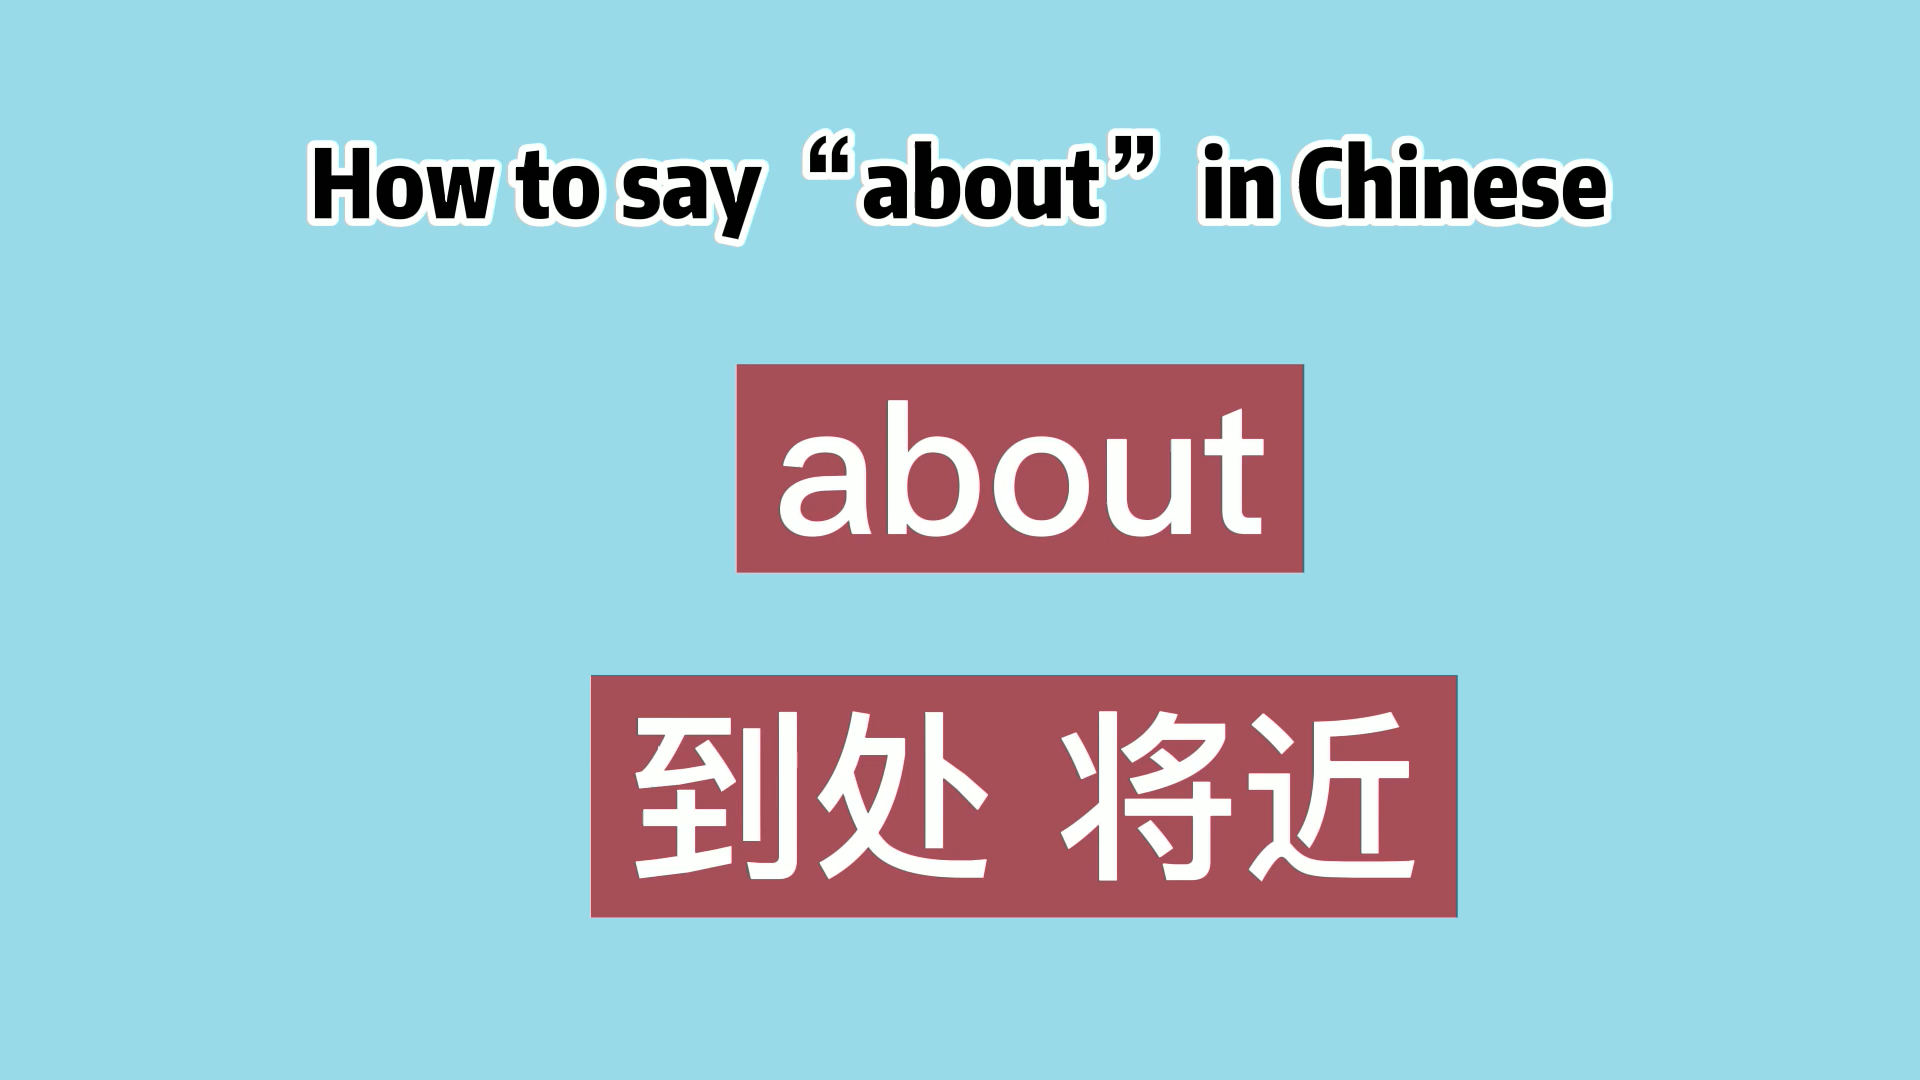 How to say “about” in Chinese
about
到处 将近